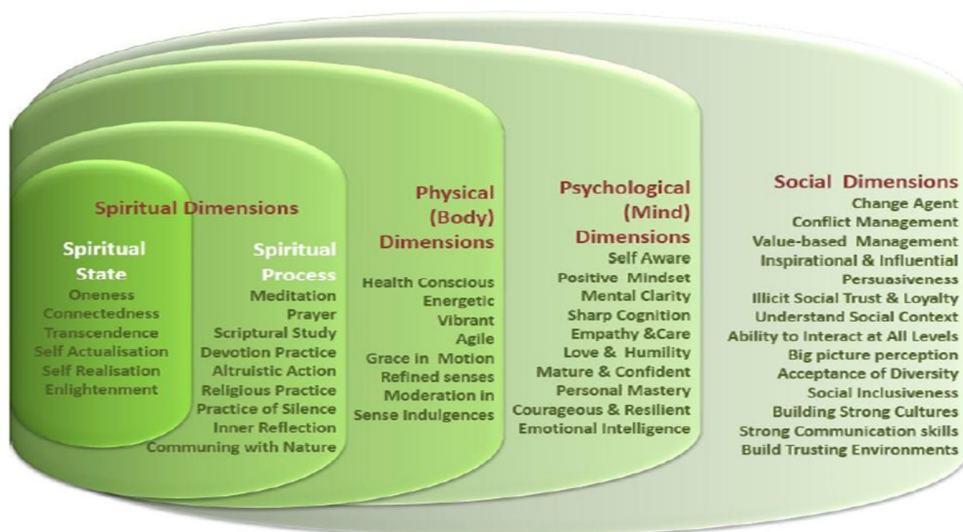 Spiritual Dimensions
Spiritual
State
Oneness
Connectedness
Transcendence
Self Actualisation
Self Realisation
Enlightenment
Spiritual
Process
Meditation
Prayer
Scriptural Study
Devotion Practice
Altruistic Action
Religious Practice
Practice of Silence
Inner Reflection
Communing with Nature
Physical
(Body)
Dimensions
Health Conscious
Energetic
Vibrant
Agile
Grace in Motion
Refined senses
Moderation in
Sense Indulgences
Psychological
(Mind)
Dimensions
Self Aware
Positive Mindset
Mental Clarity
Sharp Cognition
Empathy &Care
Love & Humility
Mature & Confident
Personal Mastery
Courageous & Resilient
Emotional Intelligence
Social Dimensions
Change Agent
Conflict Management
Value-based Management
Inspirational & Influential
Persuasiveness
Illicit Social Trust & Loyalty
Understand Social Context
Ability to Interact at All Levels
Big picture perception
Acceptance of Diversity
Social Inclusiveness
Building Strong Cultures
Strong Communication skills
Build Trusting Environments